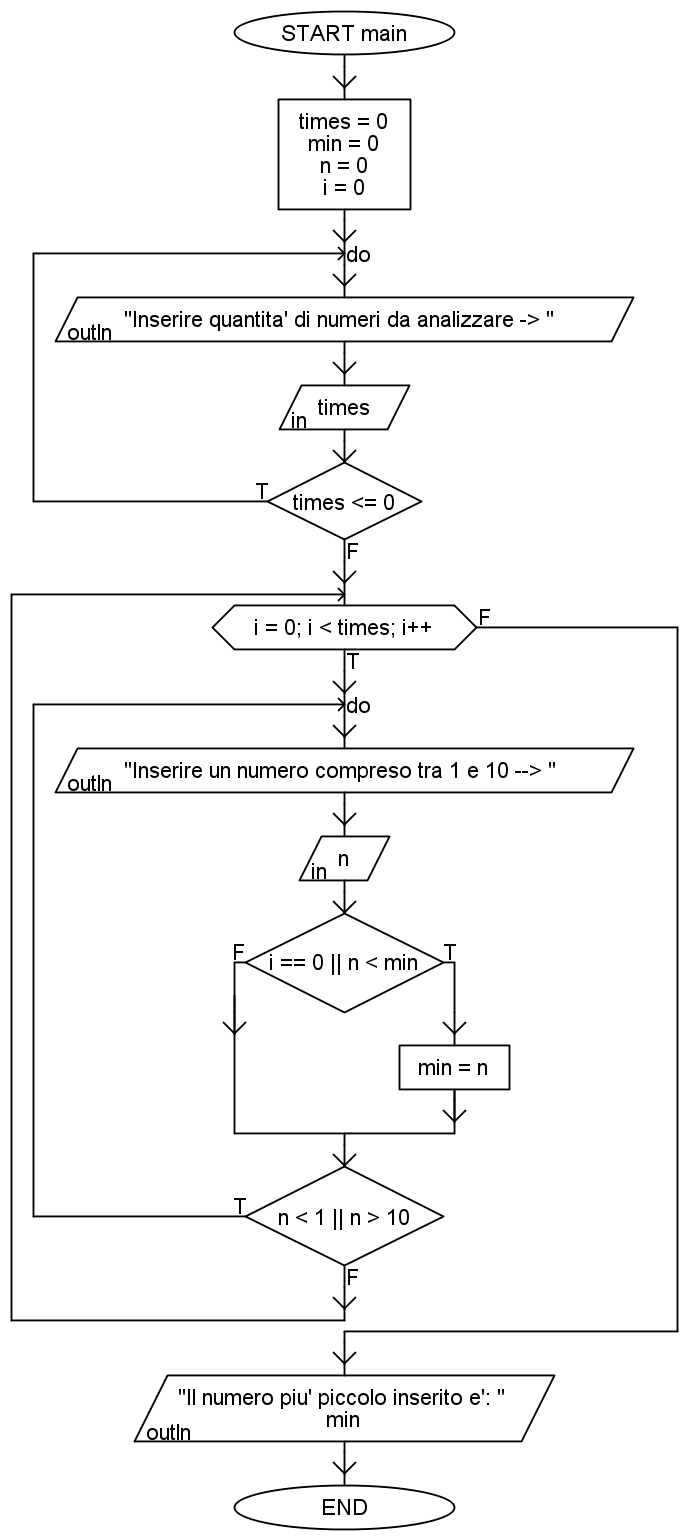 START main
times = 0
min = 0
n = 0
i = 0
do
"Inserire quantita' di numeri da analizzare -> "
outln
times
in
T
times <= 0
F
i = 0; i < times; i++
F
T
do
"Inserire un numero compreso tra 1 e 10 --> "
outln
n
in
F
i == 0 || n < min
T
min = n
T
n < 1 || n > 10
F
"Il numero piu' piccolo inserito e': "
min
outln
END